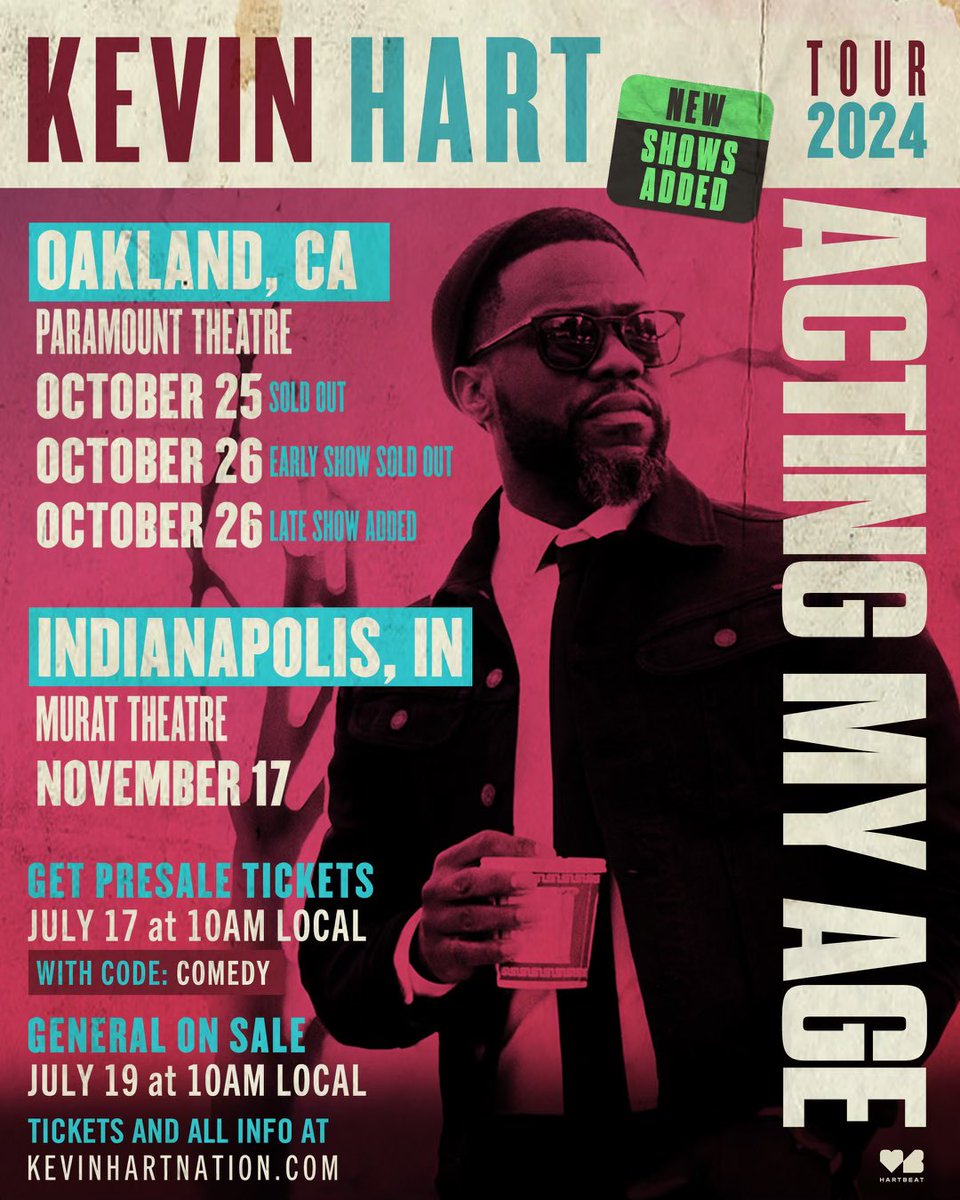 KEVIN HART
NEW
SHOWS
ADDED
TOUR
2024
ACTING MY AGE
OAKLAND, CA
PARAMOUNT THEATRE
OCTOBER 25 SOLD OUT
OCTOBER 26 EARLY SHOW SOLD OUT
OCTOBER 26 LATE SHOW ADDED
INDIANAPOLIS, IN
MURAT THEATRE
NOVEMBER 17
GET PRESALE TICKETS
JULY 17 at 10AM LOCAL
WITH CODE: COMEDY
GENERAL ON SALE
JULY 19 at 10AM LOCAL
TICKETS AND ALL INFO AT
KEVINHARTNATION.COM
HARTBEAT